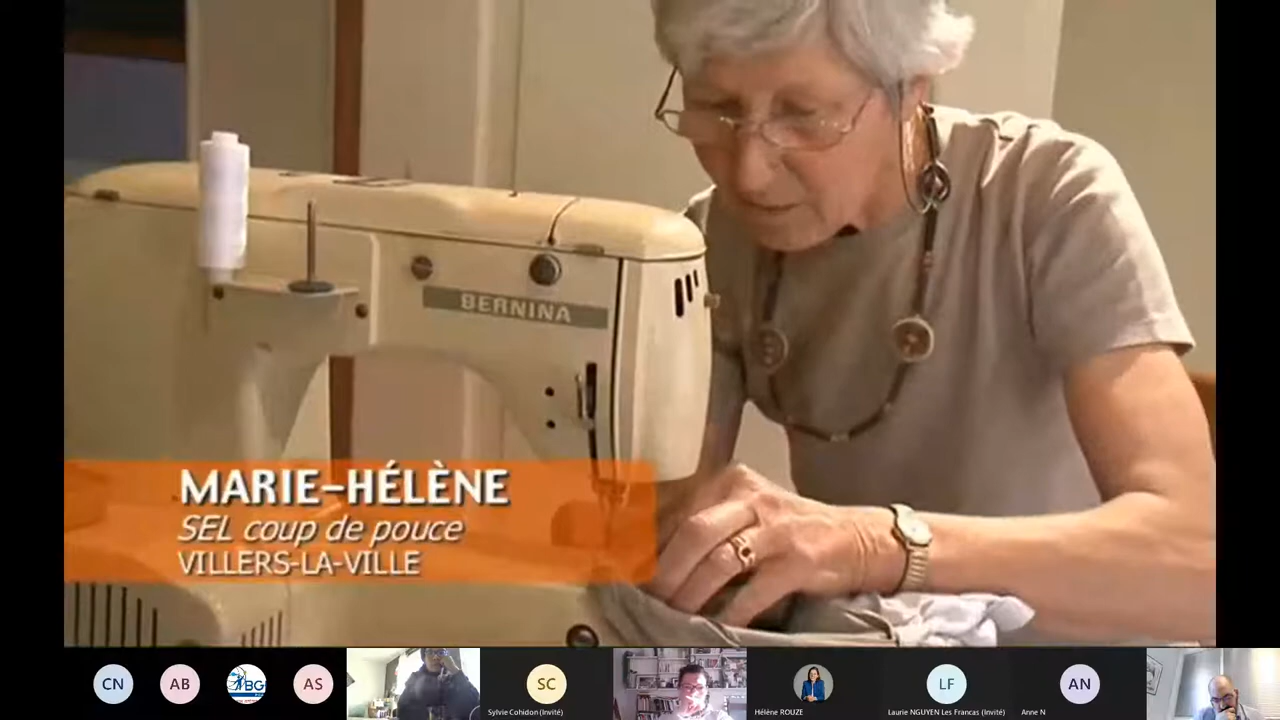 BERNINA
MARIE-HÉLÈNE
SEL coup de pouce
VILLERS-LA-VILLE
CN
AB
BG
AS
SC
LF
AN
Sylvie Cohidon (Invité)
Hélène ROUZE
Laurie NGUYEN Les Francas (Invité)
Anne N